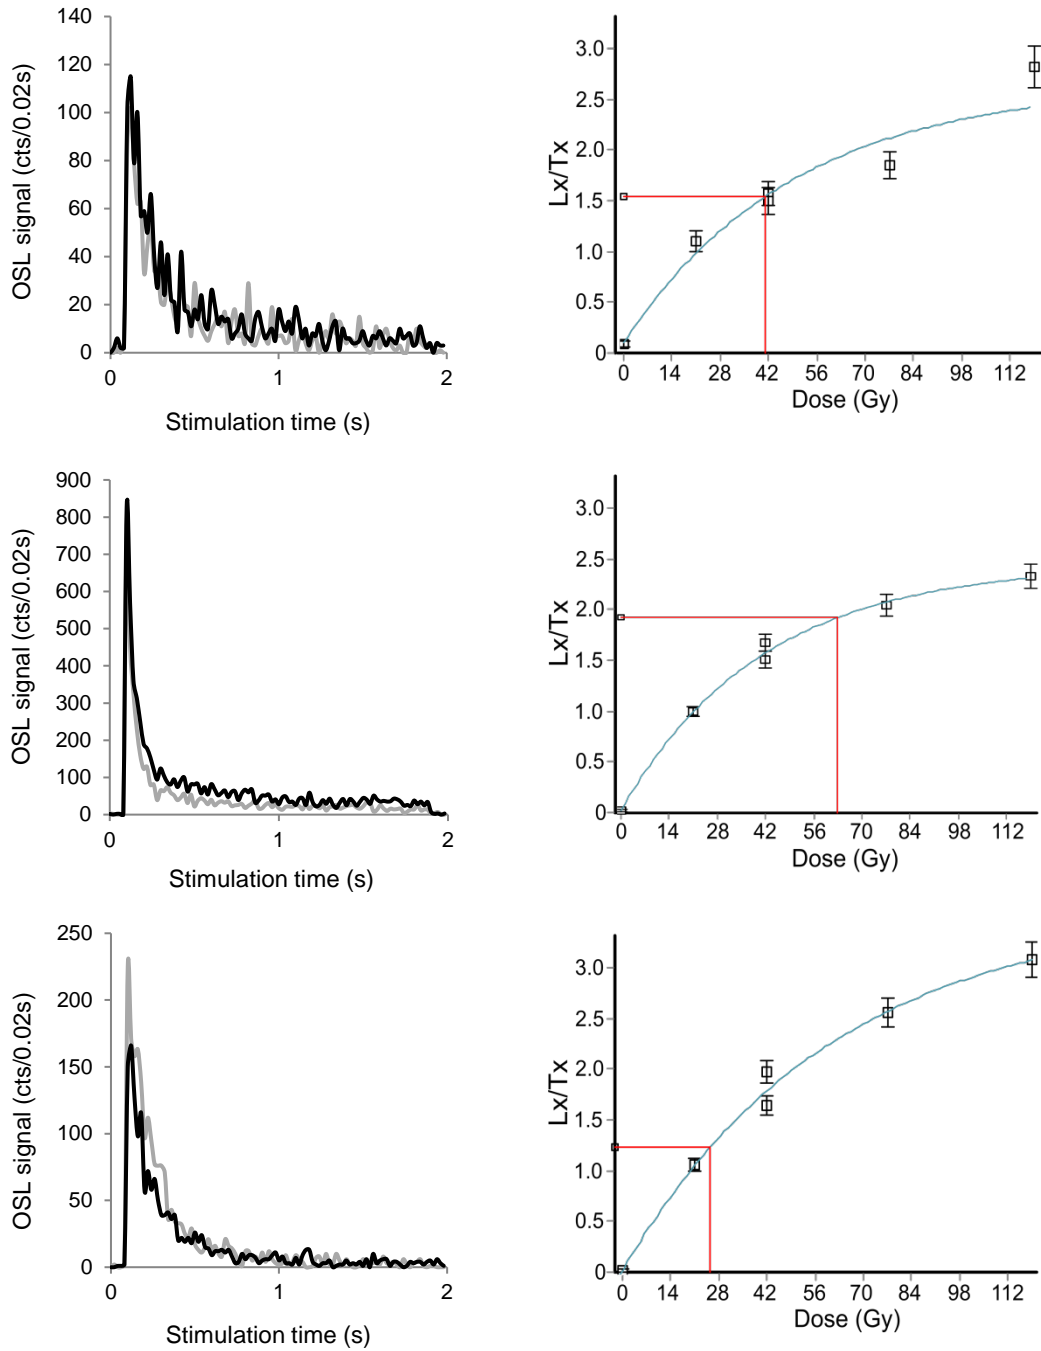 OSL signal (cts/0.02s)
140
120
100
80
60
40
20
0
0 1 2
Stimulation time (s)
Lx/Tx
3.0
2.5
2.0
1.5
1.0
0.5
0
0 14 28 42 56 70 84 98 112
Dose (Gy)
OSL signal (cts/0.02s)
900
800
700
600
500
400
300
200
100
0
0 1 2
Stimulation time (s)
Lx/Tx
3.0
2.5
2.0
1.5
1.0
0.5
0
0 14 28 42 56 70 84 98 112
Dose (Gy)
OSL signal (cts/0.02s)
250
200
150
100
50
0
0 1 2
Stimulation time (s)
Lx/Tx
3.0
2.5
2.0
1.5
1.0
0.5
0
0 14 28 42 56 70 84 98 112
Dose (Gy)